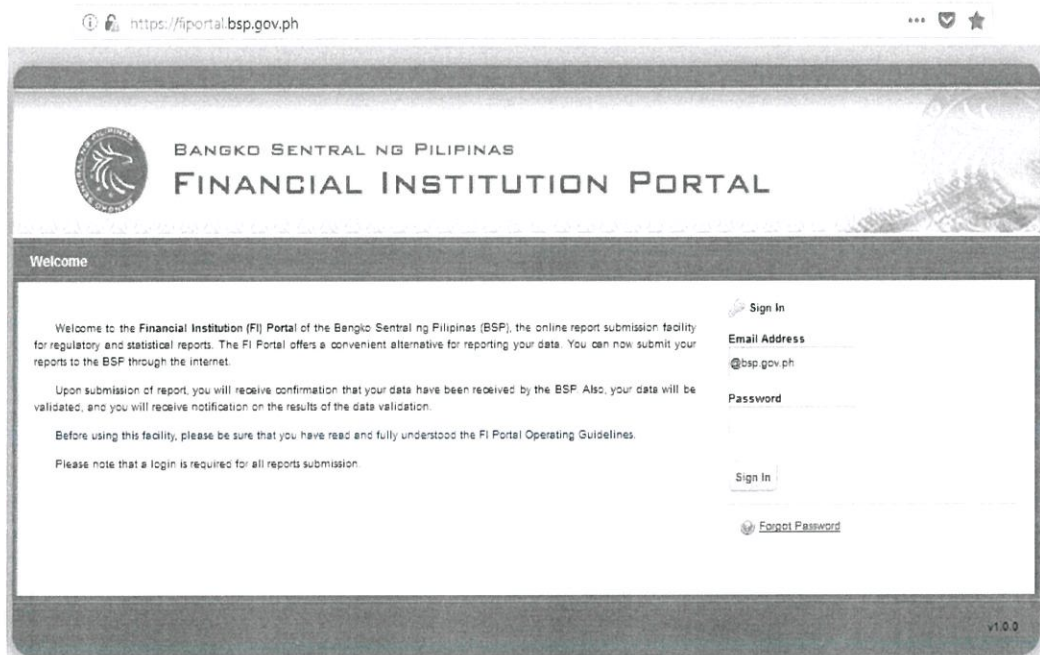 https://fiportal.bsp.gov.ph
BANGKO SENTRAL NG PILIPINAS
FINANCIAL INSTITUTION PORTAL
Welcome
Welcome to the Financial Institution (FI) Portal of the Bangko Sentral ng Pilipinas (BSP), the online report submission facility
for regulatory and statistical reports. The FI Portal offers a convenient alternative for reporting your data. You can now submit your
reports to the BSP through the internet.
Upon submission of report, you will receive confirmation that your data have been received by the BSP. Also, your data will be
validated, and you will receive notification on the results of the data validation.
Before using this facility, please be sure that you have read and fully understood the FI Portal Operating Guidelines.
Please note that a login is required for all reports submission.
Sign In
Email Address
@bsp.gov.ph
Password
Sign In
Forgot Password
v1.0.0